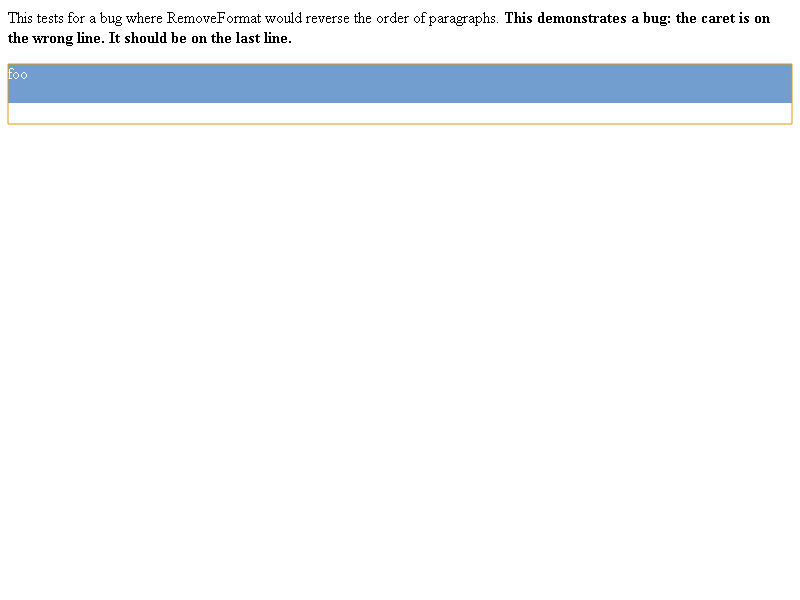 This tests for a bug where RemoveFormat would reverse the order of paragraphs. This demonstrates a bug: the caret is on
the wrong line. It should be on the last line.
foo